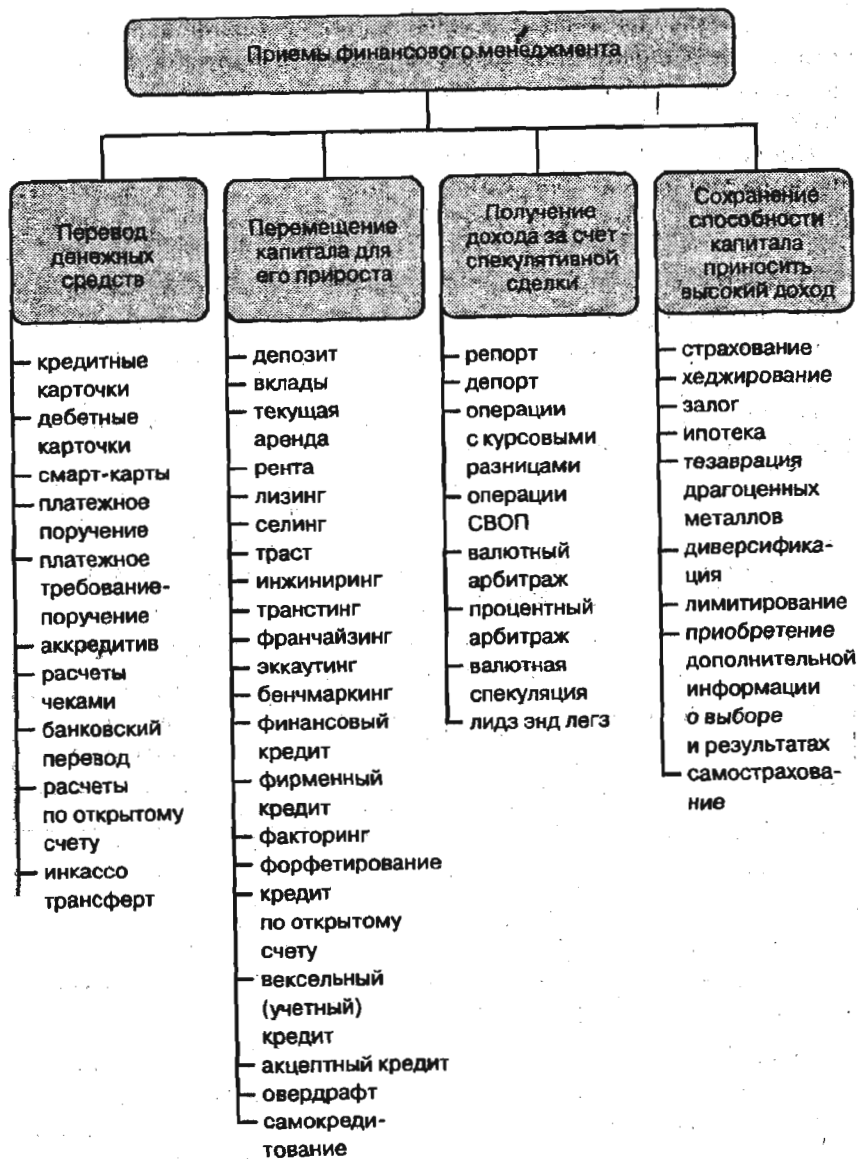 Приемы финансового менеджмента
Перевод
денежных
средств
кредитные
карточки
дебетные
карточки
смарт-карты
платежное
поручение
платежное
требование-
поручение
аккредитив
расчеты
чеками
банковский
перевод
расчеты
по открытому
счету
инкассо
трансферт
Перемещение
капитала для
его прироста
депозит
вклады
текущая
аренда
рента
лизинг
селинг
траст
инжиниринг
транстинг
франчайзинг
эккаутинг
бенчмаркинг
финансовый
кредит
фирменный
кредит
факторинг
форфетирование
кредит
по открытому
счету
вексельный
(учетный)
кредит
акцептный кредит
овердрафт
самокреди-
тование
Получение
дохода за счет
спекулятивной
сделки
репорт
депорт
операции
с курсовыми
разницами
операции
СВОП
валютный
арбитраж
процентный
арбитраж
валютная
спекуляция
лидз энд легз
Сохранение
способности
капитала
приносить
высокий доход
страхование
хеджирование
залог
ипотека
тезаврация
драгоценных
металлов
диверсифика-
ция
лимитирование
приобретение
дополнительной
информации
о выборе
и результатах
самострахова-
ние